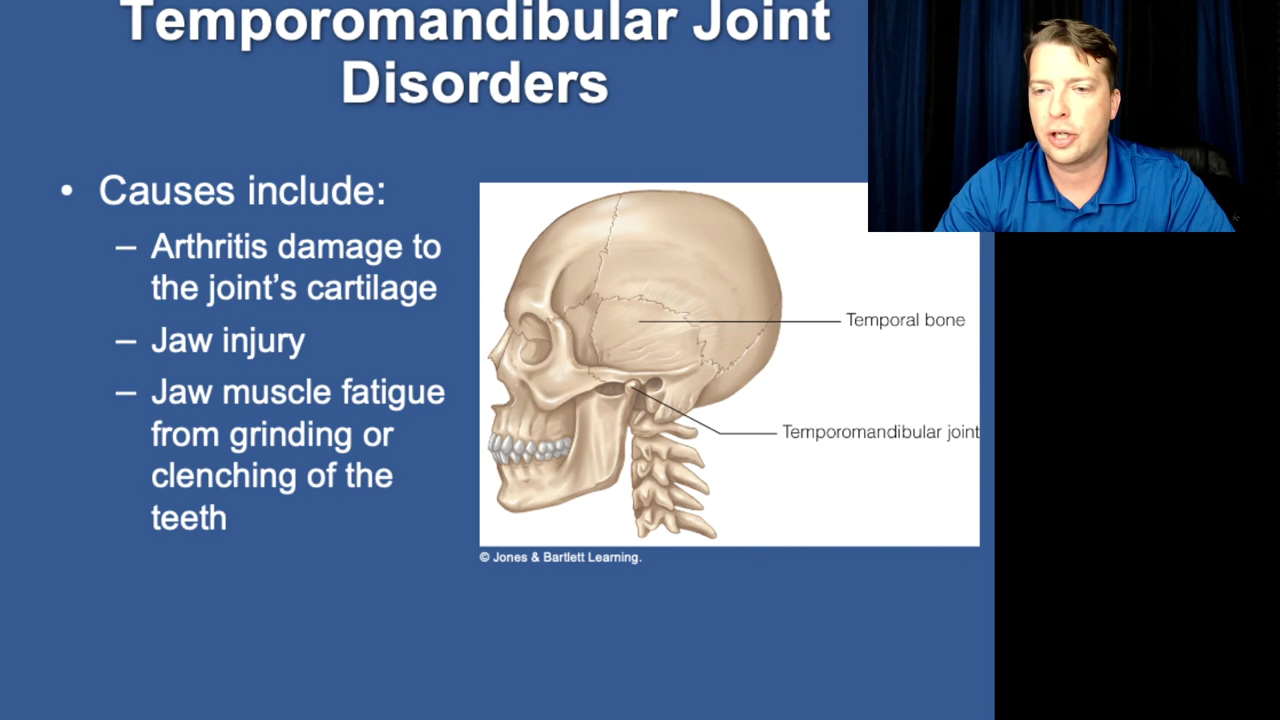 Temporomandibular Joint
Disorders
• Causes include:
– Arthritis damage to
the joint’s cartilage
– Jaw injury
– Jaw muscle fatigue
from grinding or
clenching of the
teeth
Temporal bone
Temporomandibular joint
© Jones & Bartlett Learning.